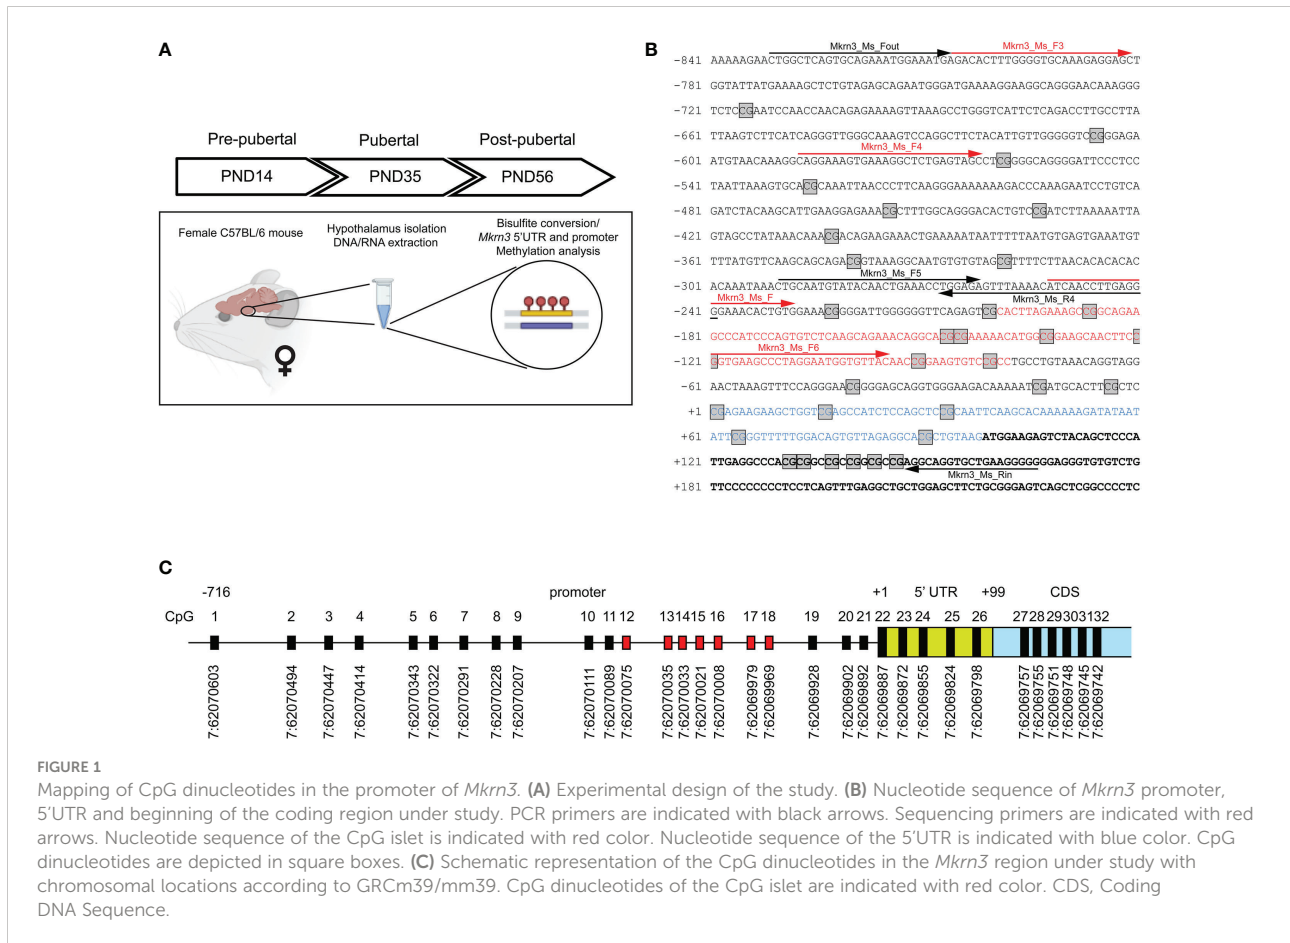 A
Pre-pubertal
Pubertal
Post-pubertal
PND14
PND35
PND56
Female C57BL/6 mouse
Hypothalamus isolation
DNA/RNA extraction
Bisulfite conversion/
Mkrn3 5'UTR and promoter
Methylation analysis
♀
B
Mkrn3_Ms_Fout
Mkrn3_Ms_F3
-841 AAAAAGAACTGGCTCAGTGCAGAAATGGAAATGAGACACTTTGGGGTGCAAAGAGGAGCT
-781 GGTATTATGAAAAGCTCTGTAGAGCAGAATGGGATGAAAAGGAAGGCAGGGAACAAAGGG
-721 TCTCCGAATCCAACCAACAGAGAAAAGTTAAAGCCTGGGTCATTCTCAGACCTTGCCTTA
-661 TTAAGTCTTCATCAGGGTTGGGCAAAGTCCAGGCTTCTACATTGTTGGGGGTCCGGGAGA
Mkrn3_Ms_F4
-601 ATGTAACAAAGGCAGGAAAGTGAAAGGCTCTGAGTAGCCTCGGGGCAGGGGATTCCCTCC
-541 TAATTAAAGTGCACGCAAATTAACCCTTCAAGGGAAAAAAAGACCCAAAGAATCCTGTCA
-481 GATCTACAAGCATTGAAGGAGAAACGCTTTGGCAGGGACACTGTCCGATCTTAAAAATTA
-421 GTAGCCTATAAACAAACGACAGAAGAAACTGAAAAATAATTTTTAATGTGAGTGAAATGT
-361 TTTATGTTCAAGCAGCAGACGGTAAAGGCAATGTGTGTAGCGTTTTCTTAACACACACAC
Mkrn3_Ms_F5
-301 ACAAATAAACTGCAATGTATACAACTGAAACCTGGAGAGTTTAAAACATCAACCTTGAGG
Mkrn3_Ms_F
Mkrn3_Ms_R4
-241 GGAAACACTGTGGAAACGGGGATTGGGGGGTTCAGAGTCGCACTTAGAAAGCCGGCAGAA
-181 GCCCATCCCAGTGTCTCAAGCAGAAACAGGCACGCGAAAAACATGGCGGAAGCAACTTCC
Mkrn3_Ms_F6
-121 GGTGAAGCCCTAGGAATGGTGTTACAACCGGAAGTGTCCGCCTGCCTGTAAACAGGTAGG
-61 AACTAAAGTTTCCAGGGAACGGGGAGCAGGTGGGAAGACAAAAATCGATGCACTTCGCTC
+1 CGAGAAGAAGCTGGTCGAGCCATCTCCAGCTCCGCAATTCAAGCACAAAAAAGATATAAT
+61 ATTCGGGTTTTTGGACAGTGTTAGAGGCACGCTGTAAGATGGAAGAGTCTACAGCTCCCA
+121 TTGAGGCCCACGCGGCCGCCGGCGCCGAGGCAGGTGCTGAAGGGGGGAGGGTGTGTCTG
Mkrn3_Ms_Rin
+181 TTCCCCCCCCTCCTCAGTTTGAGGCTGCTGGAGCTTCTGCGGGAGTCAGCTCGGCCCCTC
C
-716 promoter +1 5' UTR +99 CDS
CpG 1 2 3 4 5 6 7 8 9 10 11 12 13 14 15 16 17 18 19 20 21 22 23 24 25 26 27 28 29 30 31 32
7:62070603
7:62070494
7:62070447
7:62070414
7:62070343
7:62070322
7:62070291
7:62070228
7:62070207
7:62070111
7:62070089
7:62070075
7:62070035
7:62070033
7:62070021
7:62070008
7:62069979
7:62069969
7:62069928
7:62069902
7:62069892
7:62069887
7:62069872
7:62069855
7:62069824
7:62069798
7:62069757
7:62069755
7:62069751
7:62069748
7:62069745
7:62069742
FIGURE 1
Mapping of CpG dinucleotides in the promoter of Mkrn3. (A) Experimental design of the study. (B) Nucleotide sequence of Mkrn3 promoter,
5'UTR and beginning of the coding region under study. PCR primers are indicated with black arrows. Sequencing primers are indicated with red
arrows. Nucleotide sequence of the CpG islet is indicated with red color. Nucleotide sequence of the 5'UTR is indicated with blue color. CpG
dinucleotides are depicted in square boxes. (C) Schematic representation of the CpG dinucleotides in the Mkrn3 region under study with
chromosomal locations according to GRCm39/mm39. CpG dinucleotides of the CpG islet are indicated with red color. CDS, Coding
DNA Sequence.